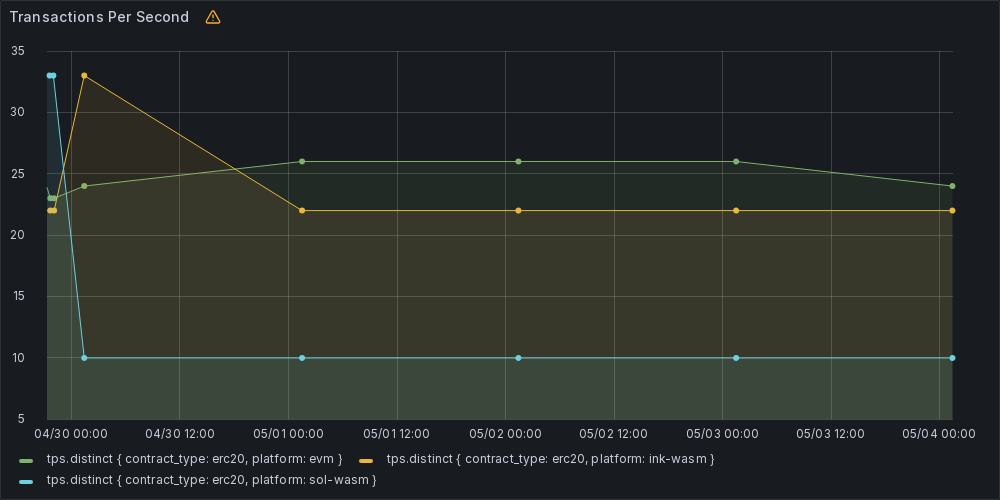 Transactions Per Second
35
30
25
20
15
10
5
04/30 00:00 04/30 12:00 05/01 00:00 05/01 12:00 05/02 00:00 05/02 12:00 05/03 00:00 05/03 12:00 05/04 00:00
tps.distinct { contract_type: erc20, platform: evm } tps.distinct { contract_type: erc20, platform: ink-wasm }
tps.distinct { contract_type: erc20, platform: sol-wasm }